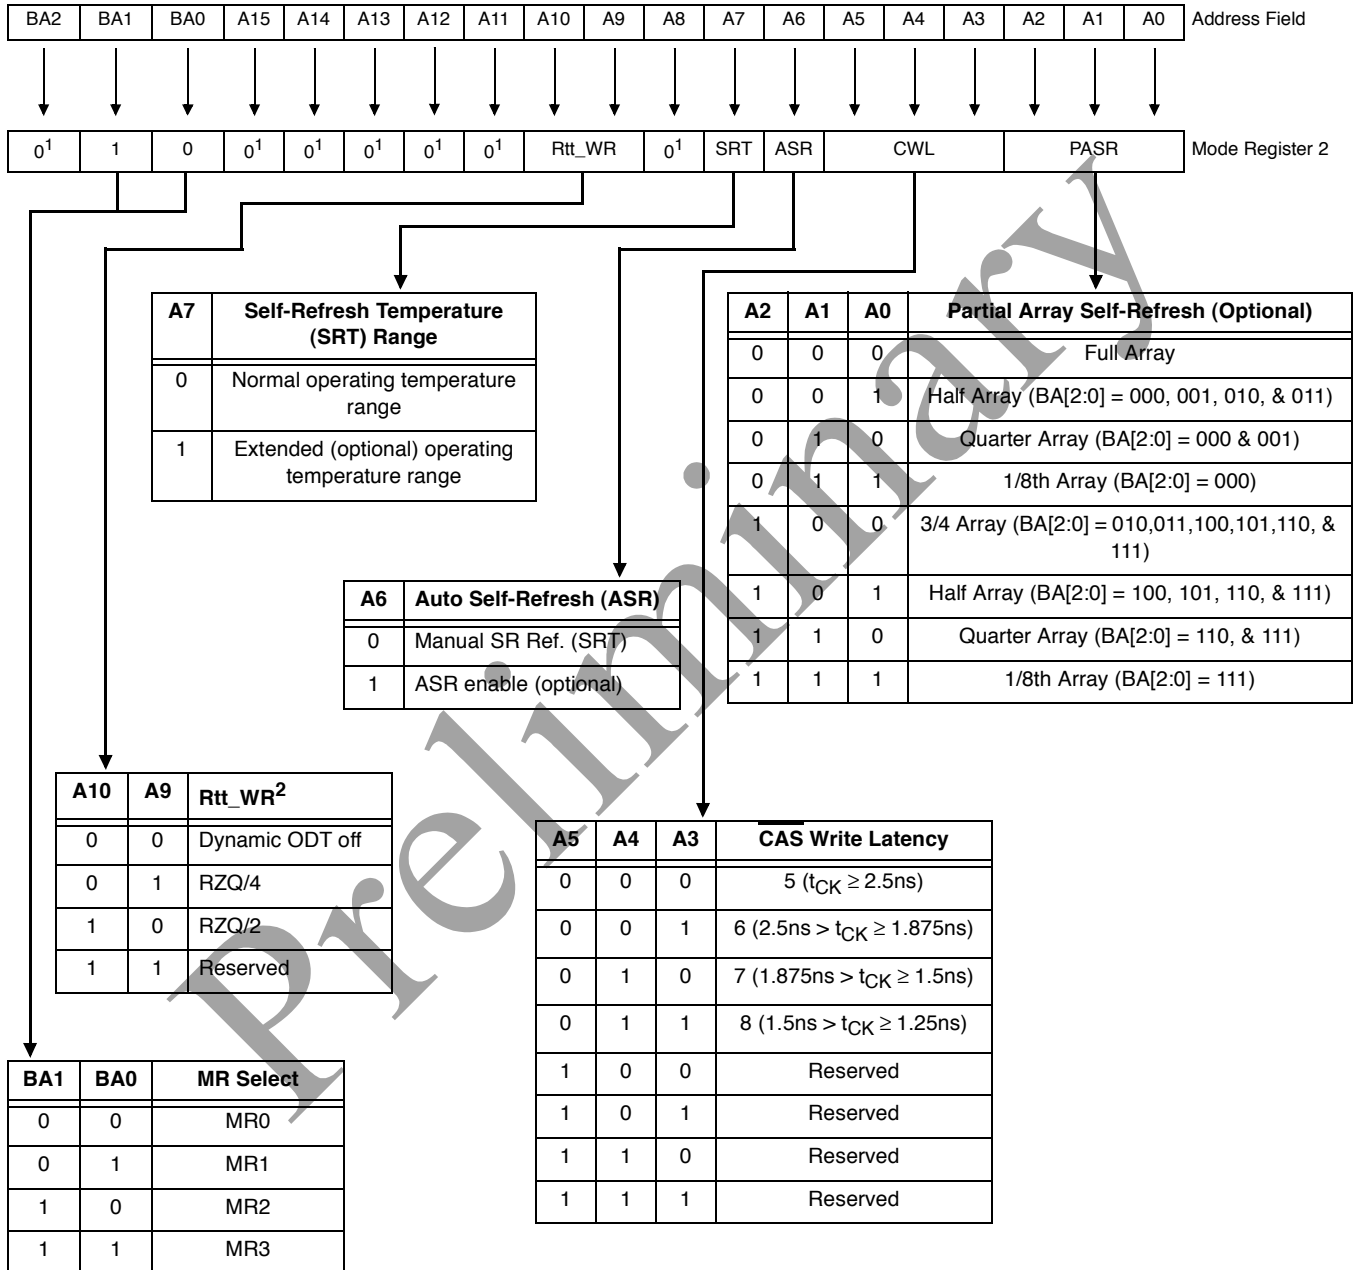 BA2 BA1 BA0 A15 A14 A13 A12 A11 A10 A9 A8 A7 A6 A5 A4 A3 A2 A1 A0 Address Field
0¹ 1 0 0¹ 0¹ 0¹ 0¹ 0¹ Rtt_WR 0¹ SRT ASR CWL PASR Mode Register 2
A7 Self-Refresh Temperature
(SRT) Range
0 Normal operating temperature
range
1 Extended (optional) operating
temperature range
A2 A1 A0 Partial Array Self-Refresh (Optional)
0 0 0 Full Array
0 0 1 Half Array (BA[2:0] = 000, 001, 010, & 011)
0 1 0 Quarter Array (BA[2:0] = 000 & 001)
0 1 1 1/8th Array (BA[2:0] = 000)
1 0 0 3/4 Array (BA[2:0] = 010,011,100,101,110, &
111)
1 0 1 Half Array (BA[2:0] = 100, 101, 110, & 111)
1 1 0 Quarter Array (BA[2:0] = 110, & 111)
1 1 1 1/8th Array (BA[2:0] = 111)
A6 Auto Self-Refresh (ASR)
0 Manual SR Ref. (SRT)
1 ASR enable (optional)
A10 A9 Rtt_WR²
0 0 Dynamic ODT off
0 1 RZQ/4
1 0 RZQ/2
1 1 Reserved
A5 A4 A3 C̅A̅S̅ Write Latency
0 0 0 5 (tCK ≥ 2.5ns)
0 0 1 6 (2.5ns > tCK ≥ 1.875ns)
0 1 0 7 (1.875ns > tCK ≥ 1.5ns)
0 1 1 8 (1.5ns > tCK ≥ 1.25ns)
1 0 0 Reserved
1 0 1 Reserved
1 1 0 Reserved
1 1 1 Reserved
BA1 BA0 MR Select
0 0 MR0
0 1 MR1
1 0 MR2
1 1 MR3
Preliminary